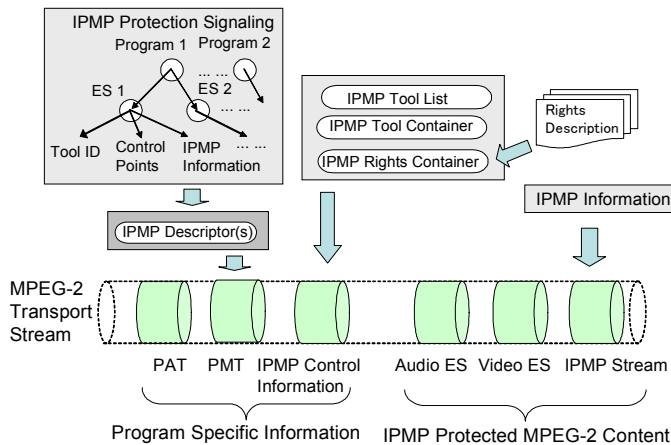 IPMP Protection Signaling
Program 1 Program 2
... ...
ES 1 ES 2 ... ...
Tool ID Control Points IPMP Information ... ...
IPMP Tool List
IPMP Tool Container
IPMP Rights Container
Rights
Description
IPMP Descriptor(s)
IPMP Information
MPEG-2
Transport
Stream
PAT PMT IPMP Control
Information
Audio ES Video ES IPMP Stream
Program Specific Information
IPMP Protected MPEG-2 Content